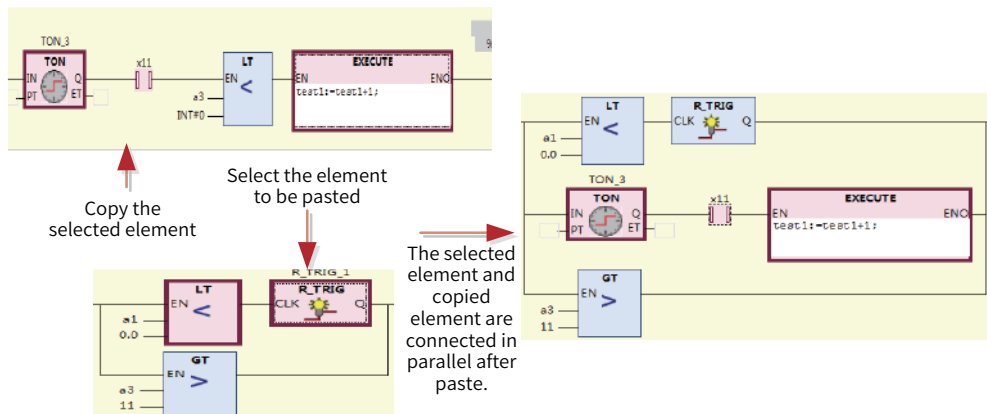 TON_3
TON
IN
Q
PT
ET
x11
LT
EN
<
a3
INT#0
EXECUTE
EN
ENO
test1:=test1+1;
%
Copy the
selected element
Select the element
to be pasted
R_TRIG_1
LT
EN
<
a1
0.0
R_TRIG
CLK
Q
GT
EN
>
a3
11
The selected
element and
copied
element are
connected in
parallel after
paste.
LT
EN
<
a1
0.0
R_TRIG
CLK
Q
TON_3
TON
IN
Q
PT
ET
x11
EXECUTE
EN
ENO
test1:=test1+1;
GT
EN
>
a3
11